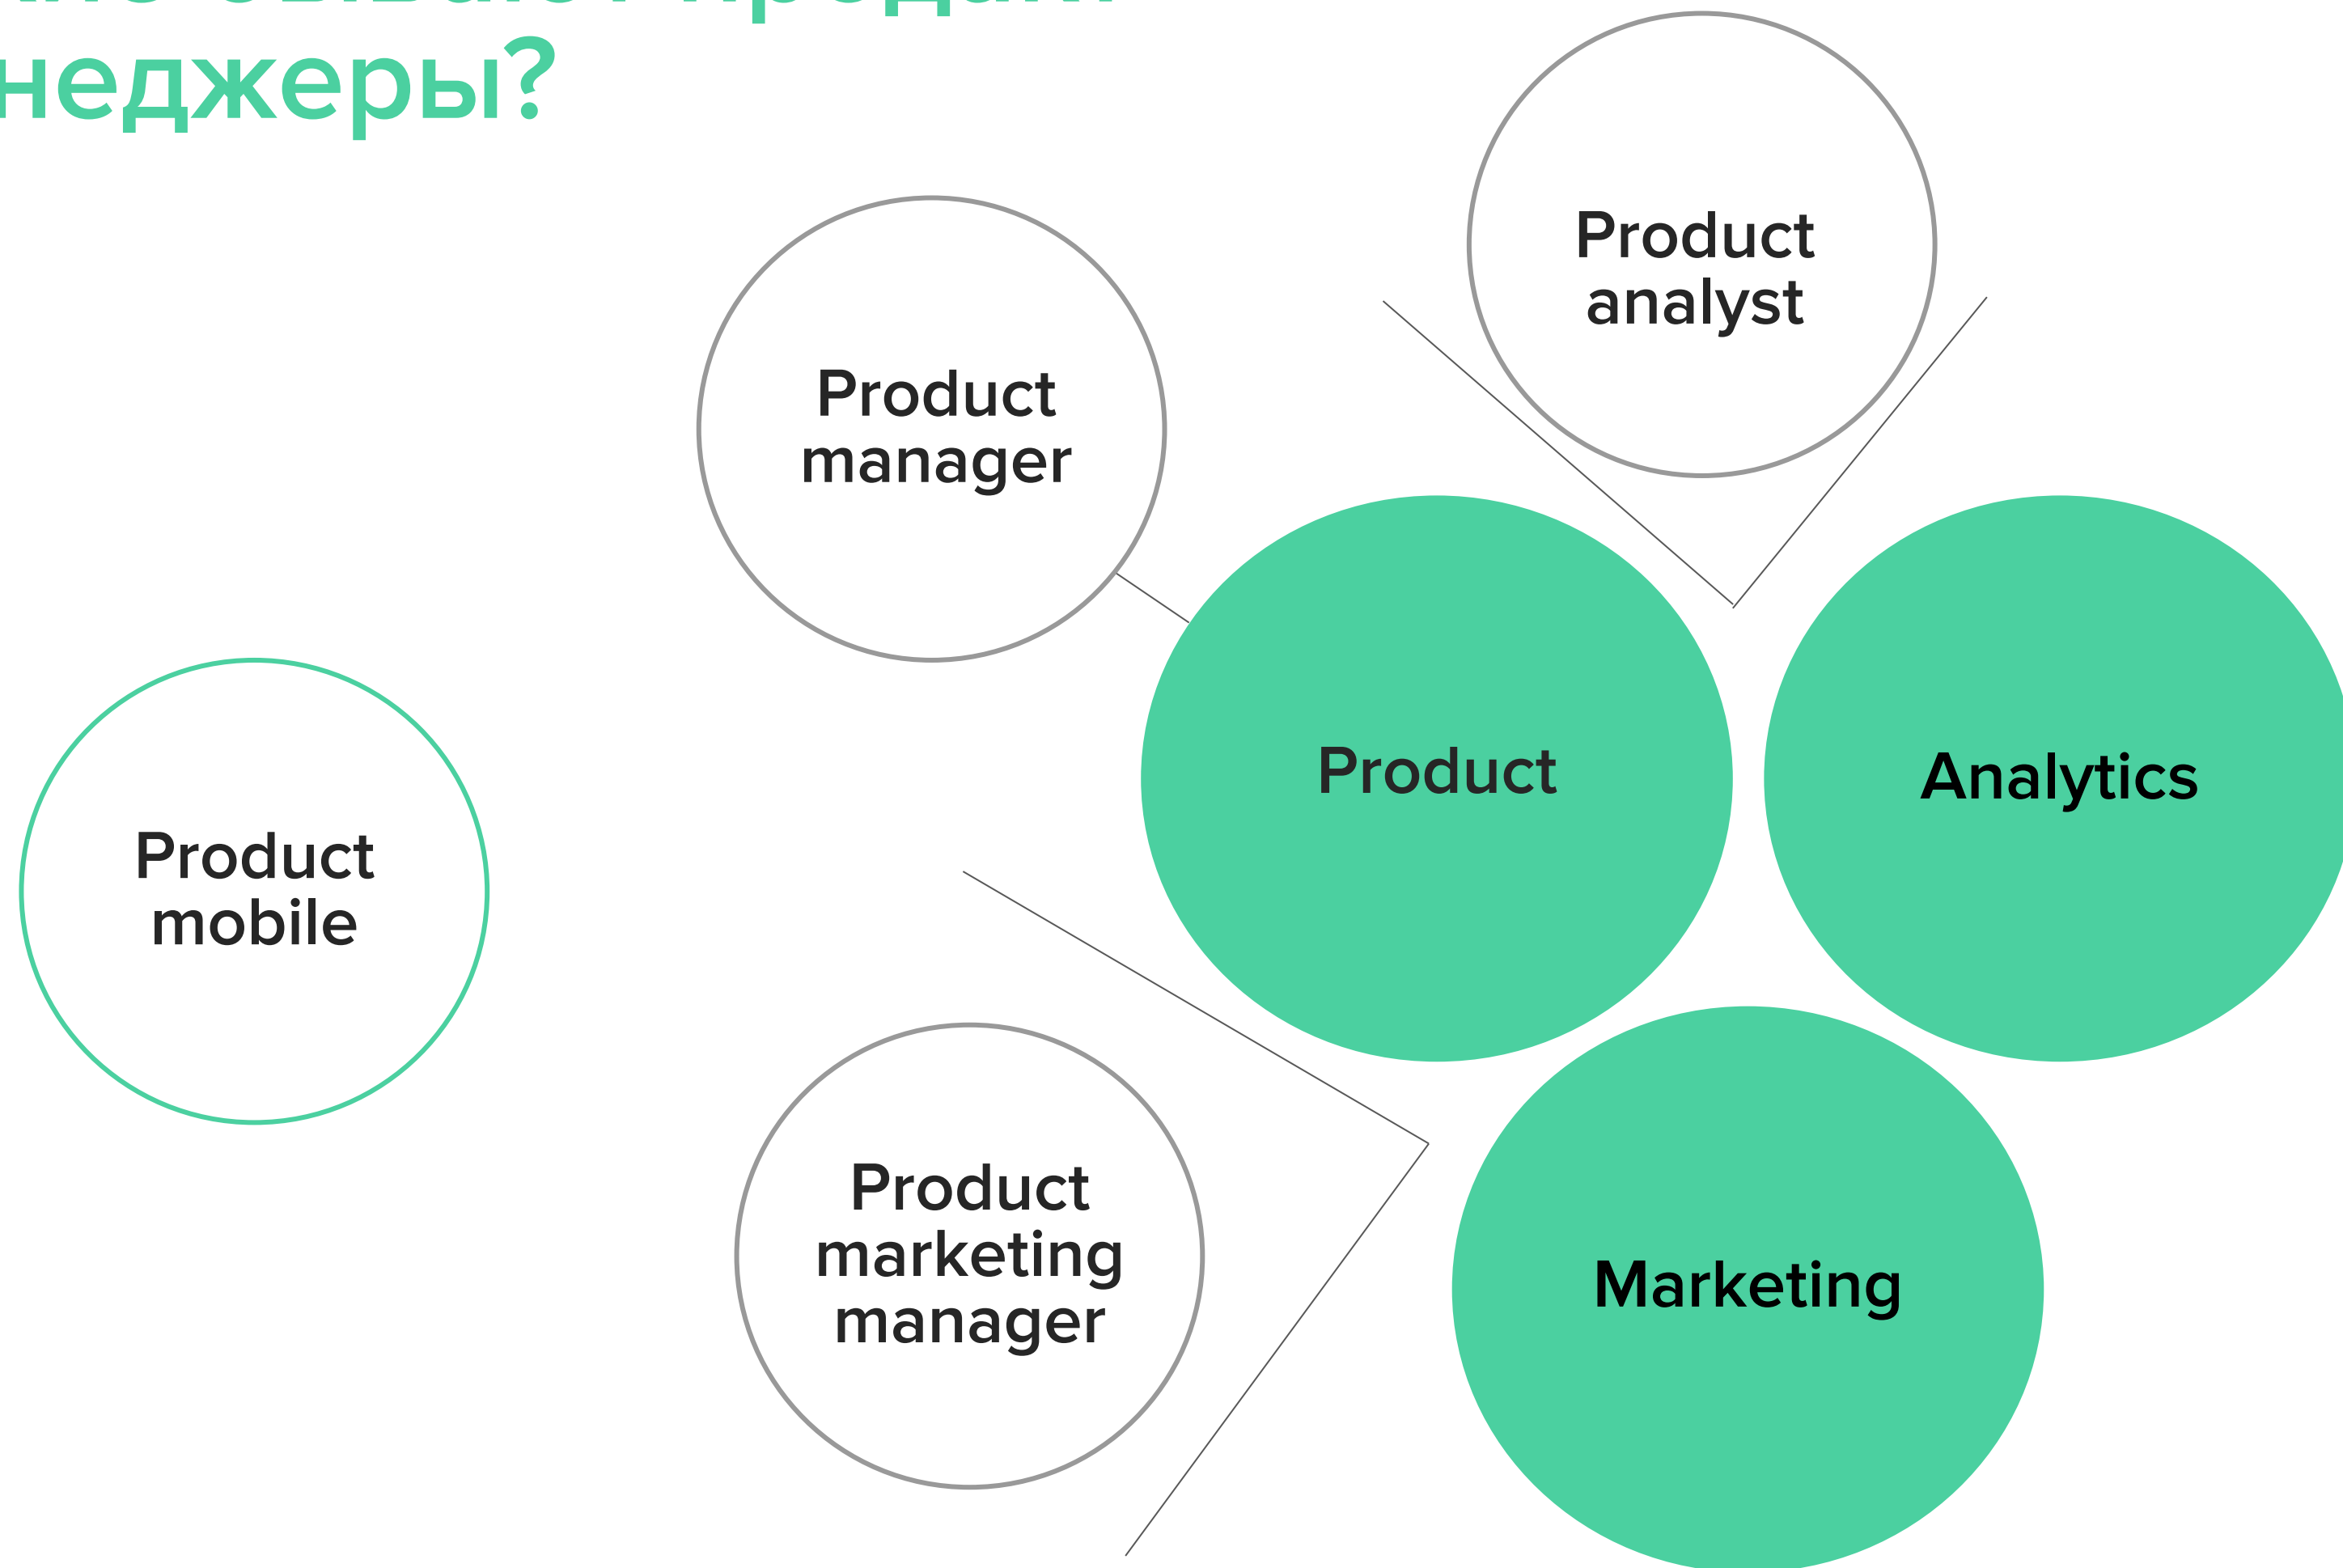 неджеры?
Product
analyst
Product
manager
Product
Analytics
Product
mobile
Product
marketing
manager
Marketing